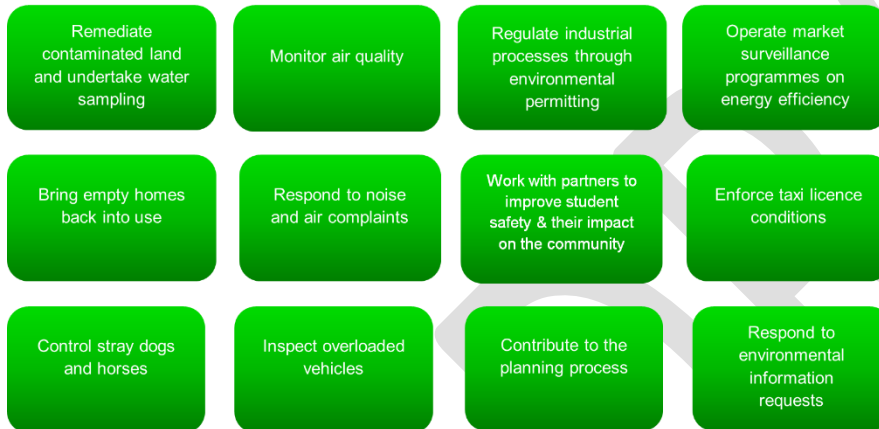 Remediate
contaminated land
and undertake water
sampling
Monitor air quality
Regulate industrial
processes through
environmental
permitting
Operate market
surveillance
programmes on
energy efficiency
Bring empty homes
back into use
Respond to noise
and air complaints
Work with partners to
improve student
safety & their impact
on the community
Enforce taxi licence
conditions
Control stray dogs
and horses
Inspect overloaded
vehicles
Contribute to the
planning process
Respond to
environmental
information
requests